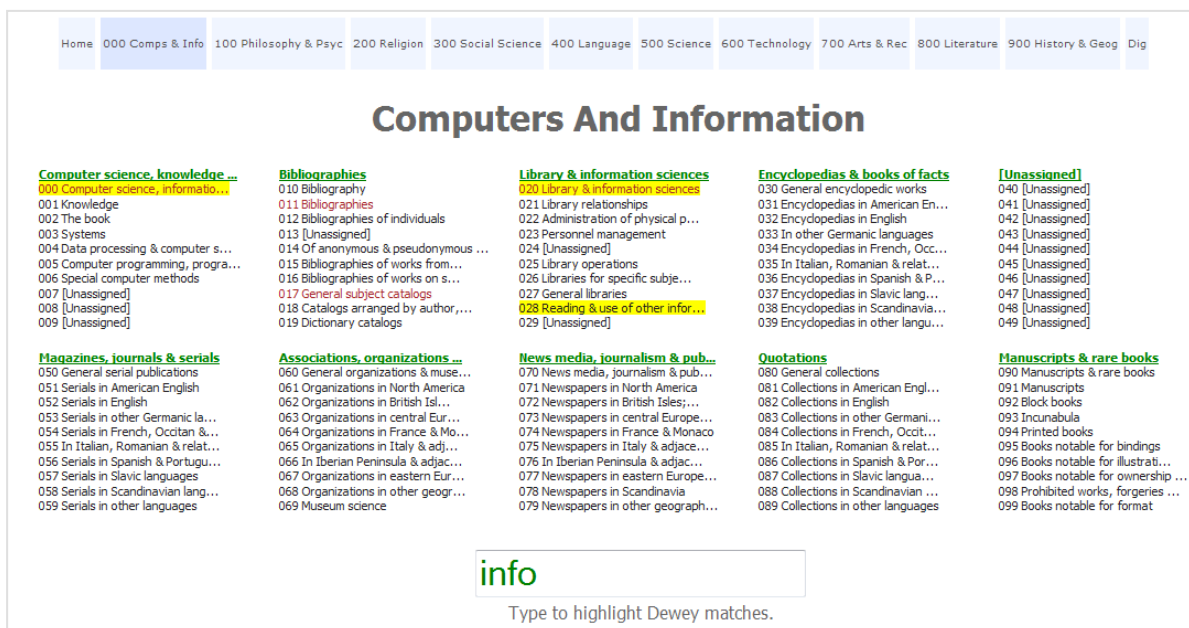 Home 000 Comps & Info 100 Philosophy & Psyc 200 Religion 300 Social Science 400 Language 500 Science 600 Technology 700 Arts & Rec 800 Literature 900 History & Geog Dig
Computers And Information
Computer science, knowledge ...
000 Computer science, informatio...
001 Knowledge
002 The book
003 Systems
004 Data processing & computer s...
005 Computer programming, progra...
006 Special computer methods
007 [Unassigned]
008 [Unassigned]
009 [Unassigned]
Bibliographies
010 Bibliography
011 Bibliographies
012 Bibliographies of individuals
013 [Unassigned]
014 Of anonymous & pseudonymous ...
015 Bibliographies of works from...
016 Bibliographies of works on s...
017 General subject catalogs
018 Catalogs arranged by author,...
019 Dictionary catalogs
Library & information sciences
020 Library & information sciences
021 Library relationships
022 Administration of physical p...
023 Personnel management
024 [Unassigned]
025 Library operations
026 Libraries for specific subje...
027 General libraries
028 Reading & use of other infor...
029 [Unassigned]
Encyclopedias & books of facts
030 General encyclopedic works
031 Encyclopedias in American En...
032 Encyclopedias in English
033 In other Germanic languages
034 Encyclopedias in French, Occ...
035 In Italian, Romanian & relat...
036 Encyclopedias in Spanish & P...
037 Encyclopedias in Slavic lang...
038 Encyclopedias in Scandinavia...
039 Encyclopedias in other langu...
[Unassigned]
040 [Unassigned]
041 [Unassigned]
042 [Unassigned]
043 [Unassigned]
044 [Unassigned]
045 [Unassigned]
046 [Unassigned]
047 [Unassigned]
048 [Unassigned]
049 [Unassigned]
Magazines, journals & serials
050 General serial publications
051 Serials in American English
052 Serials in English
053 Serials in other Germanic la...
054 Serials in French, Occitan &...
055 In Italian, Romanian & relat...
056 Serials in Spanish & Portugu...
057 Serials in Slavic languages
058 Serials in Scandinavian lang...
059 Serials in other languages
Associations, organizations ...
060 General organizations & muse...
061 Organizations in North America
062 Organizations in British Isl...
063 Organizations in central Eur...
064 Organizations in France & Mo...
065 Organizations in Italy & adj...
066 In Iberian Peninsula & adjac...
067 Organizations in eastern Eur...
068 Organizations in other geogr...
069 Museum science
News media, journalism & pub...
070 News media, journalism & pub...
071 Newspapers in North America
072 Newspapers in British Isles;...
073 Newspapers in central Europe...
074 Newspapers in France & Monaco
075 Newspapers in Italy & adjace...
076 In Iberian Peninsula & adjac...
077 Newspapers in eastern Europe...
078 Newspapers in Scandinavia
079 Newspapers in other geograph...
Quotations
080 General collections
081 Collections in American Engl...
082 Collections in English
083 Collections in other Germani...
084 Collections in French, Occit...
085 In Italian, Romanian & relat...
086 Collections in Spanish & Por...
087 Collections in Slavic langua...
088 Collections in Scandinavian ...
089 Collections in other languages
Manuscripts & rare books
090 Manuscripts & rare books
091 Manuscripts
092 Block books
093 Incunabula
094 Printed books
095 Books notable for bindings
096 Books notable for illustrati...
097 Books notable for ownership ...
098 Prohibited works, forgeries ...
099 Books notable for format
info
Type to highlight Dewey matches.